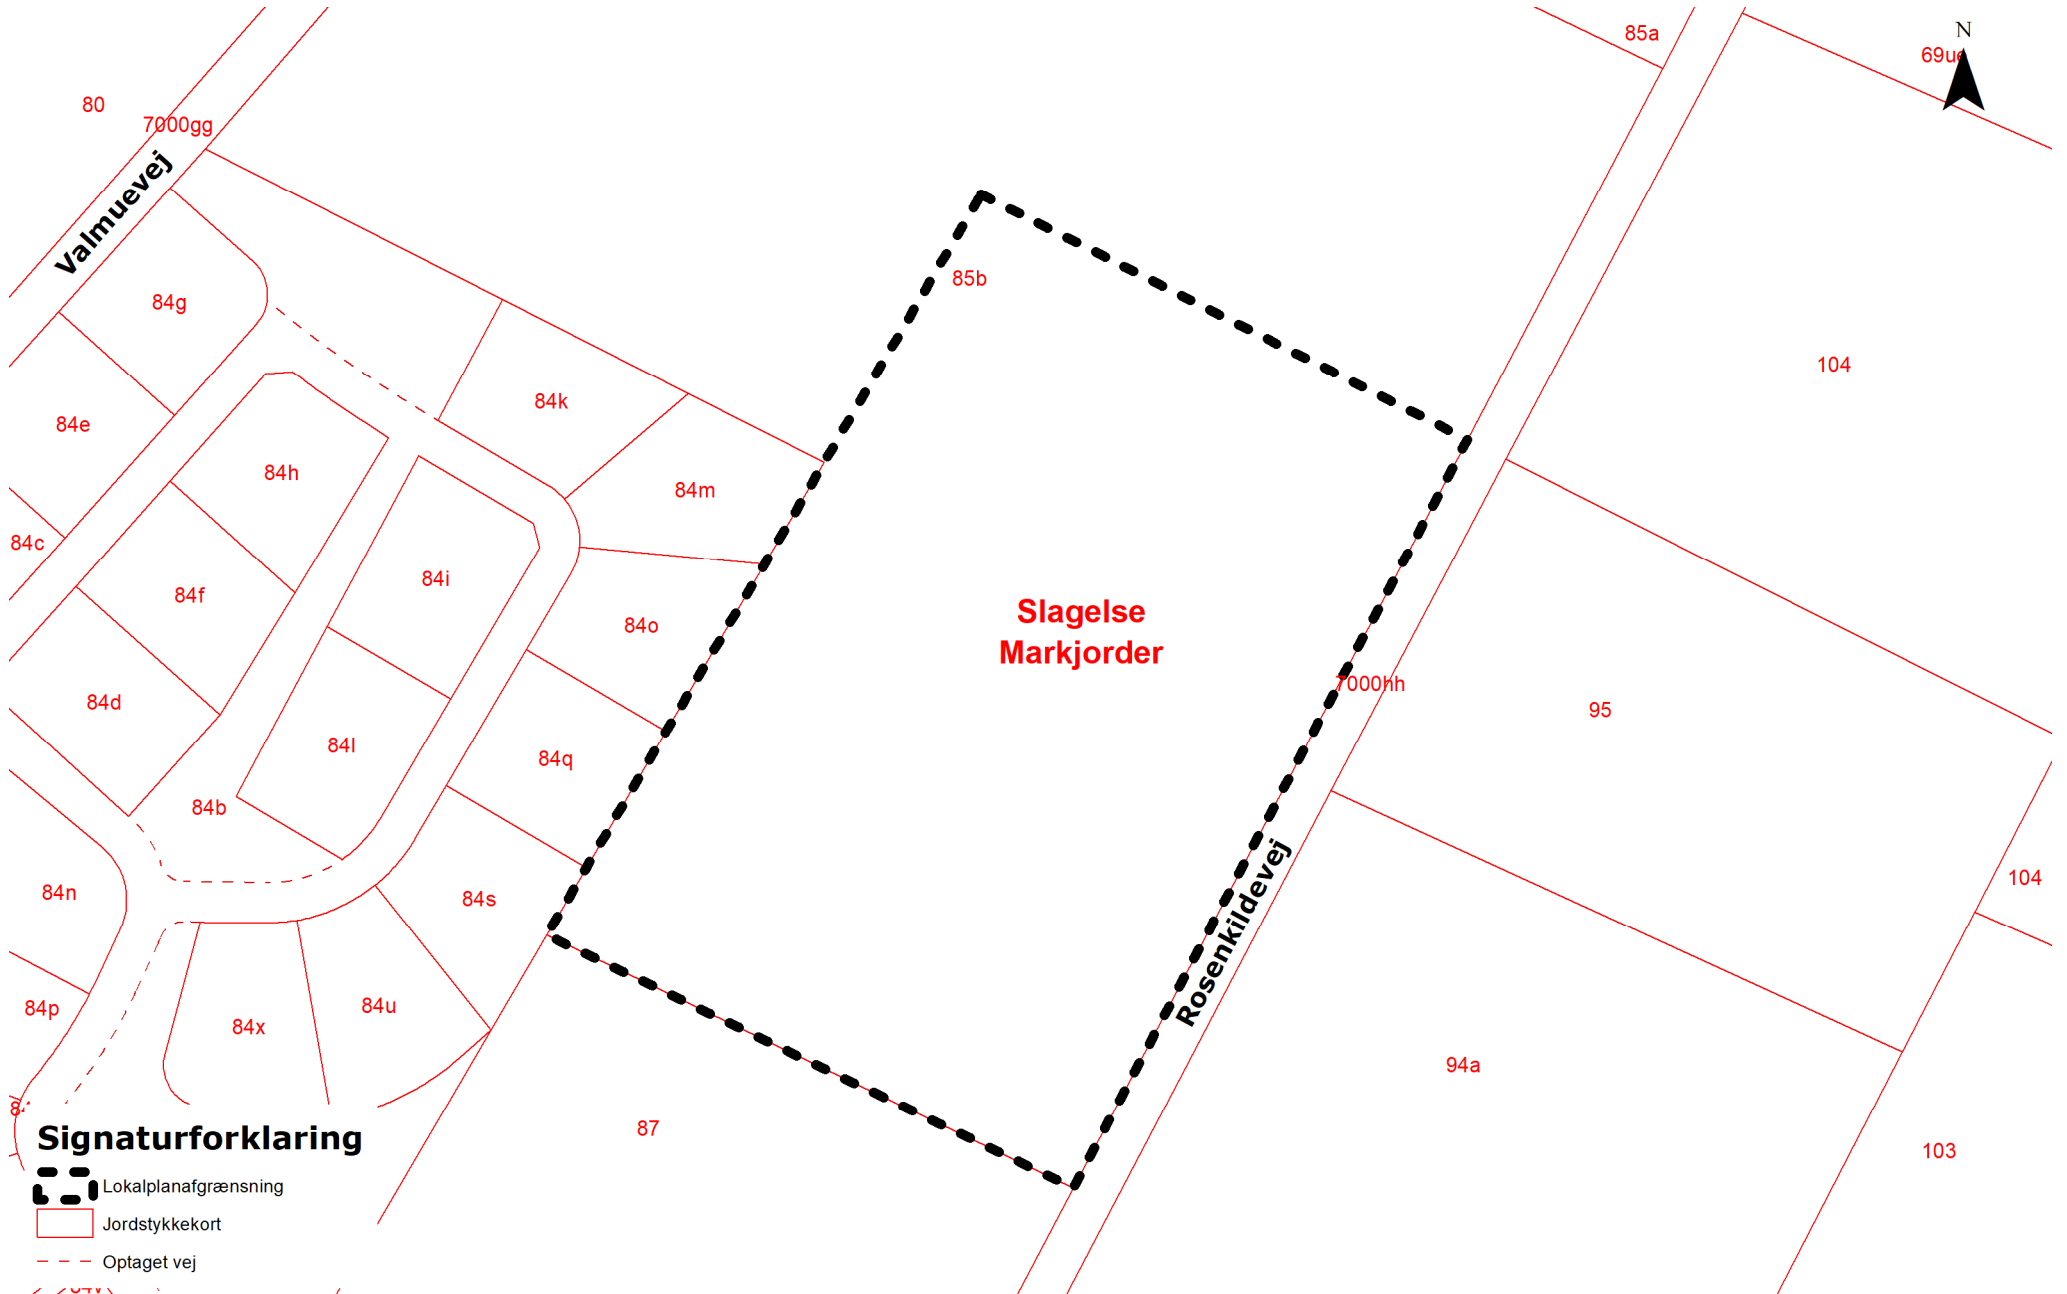 N
85a
69ue
80
7000gg
Valmuevej
85b
84g
104
84k
84e
84h
84m
84c
84i
84f
84o
Slagelse
Markjorder
7000hh
84d
95
84l
84q
84b
Rosenkildevej
104
84n
84s
84p
84u
84x
94a
87
103
Signaturforklaring
Lokalplanafgrænsning
Jordstykkekort
Optaget vej